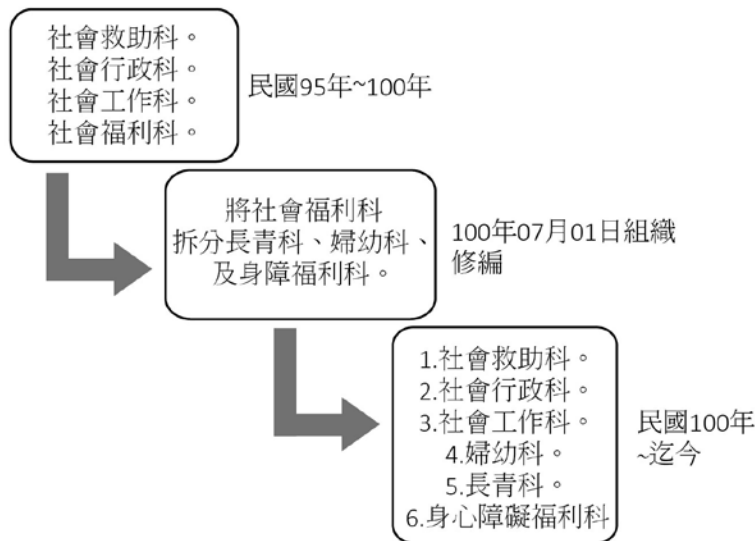 社會救助科。
社會行政科。
社會工作科。
社會福利科。
民國95年~100年
將社會福利科
拆分長青科、婦幼科、
及身障福利科。
100年07月01日組織
修編
1.社會救助科。
2.社會行政科。
3.社會工作科。
4.婦幼科。
5.長青科。
6.身心障礙福利科
民國100年
~迄今